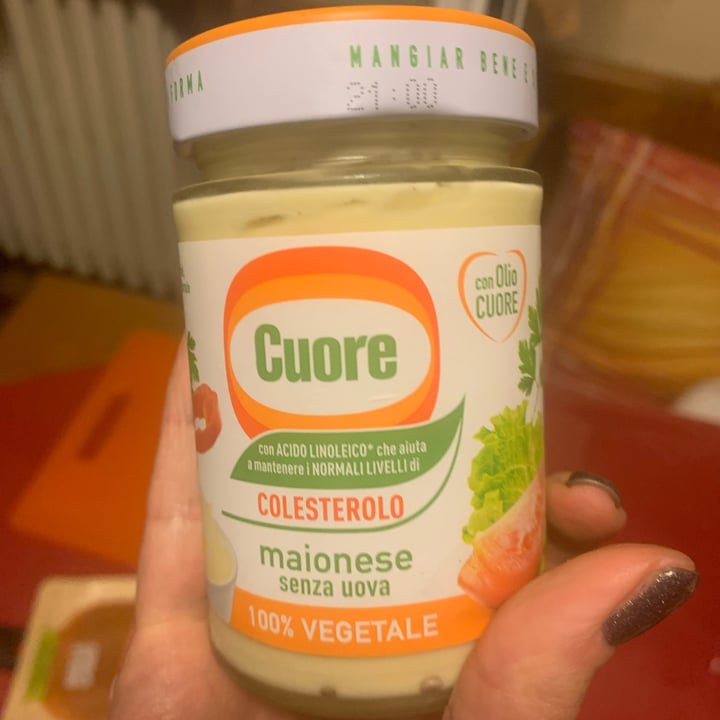 FORMA
MANGIAR BENE E
21:00
con Olio
CUORE
Cuore
con ACIDO LINOLEICO* che aiuta
a mantenere i NORMALI LIVELLI di
COLESTEROLO
maionese
senza uova
100% VEGETALE